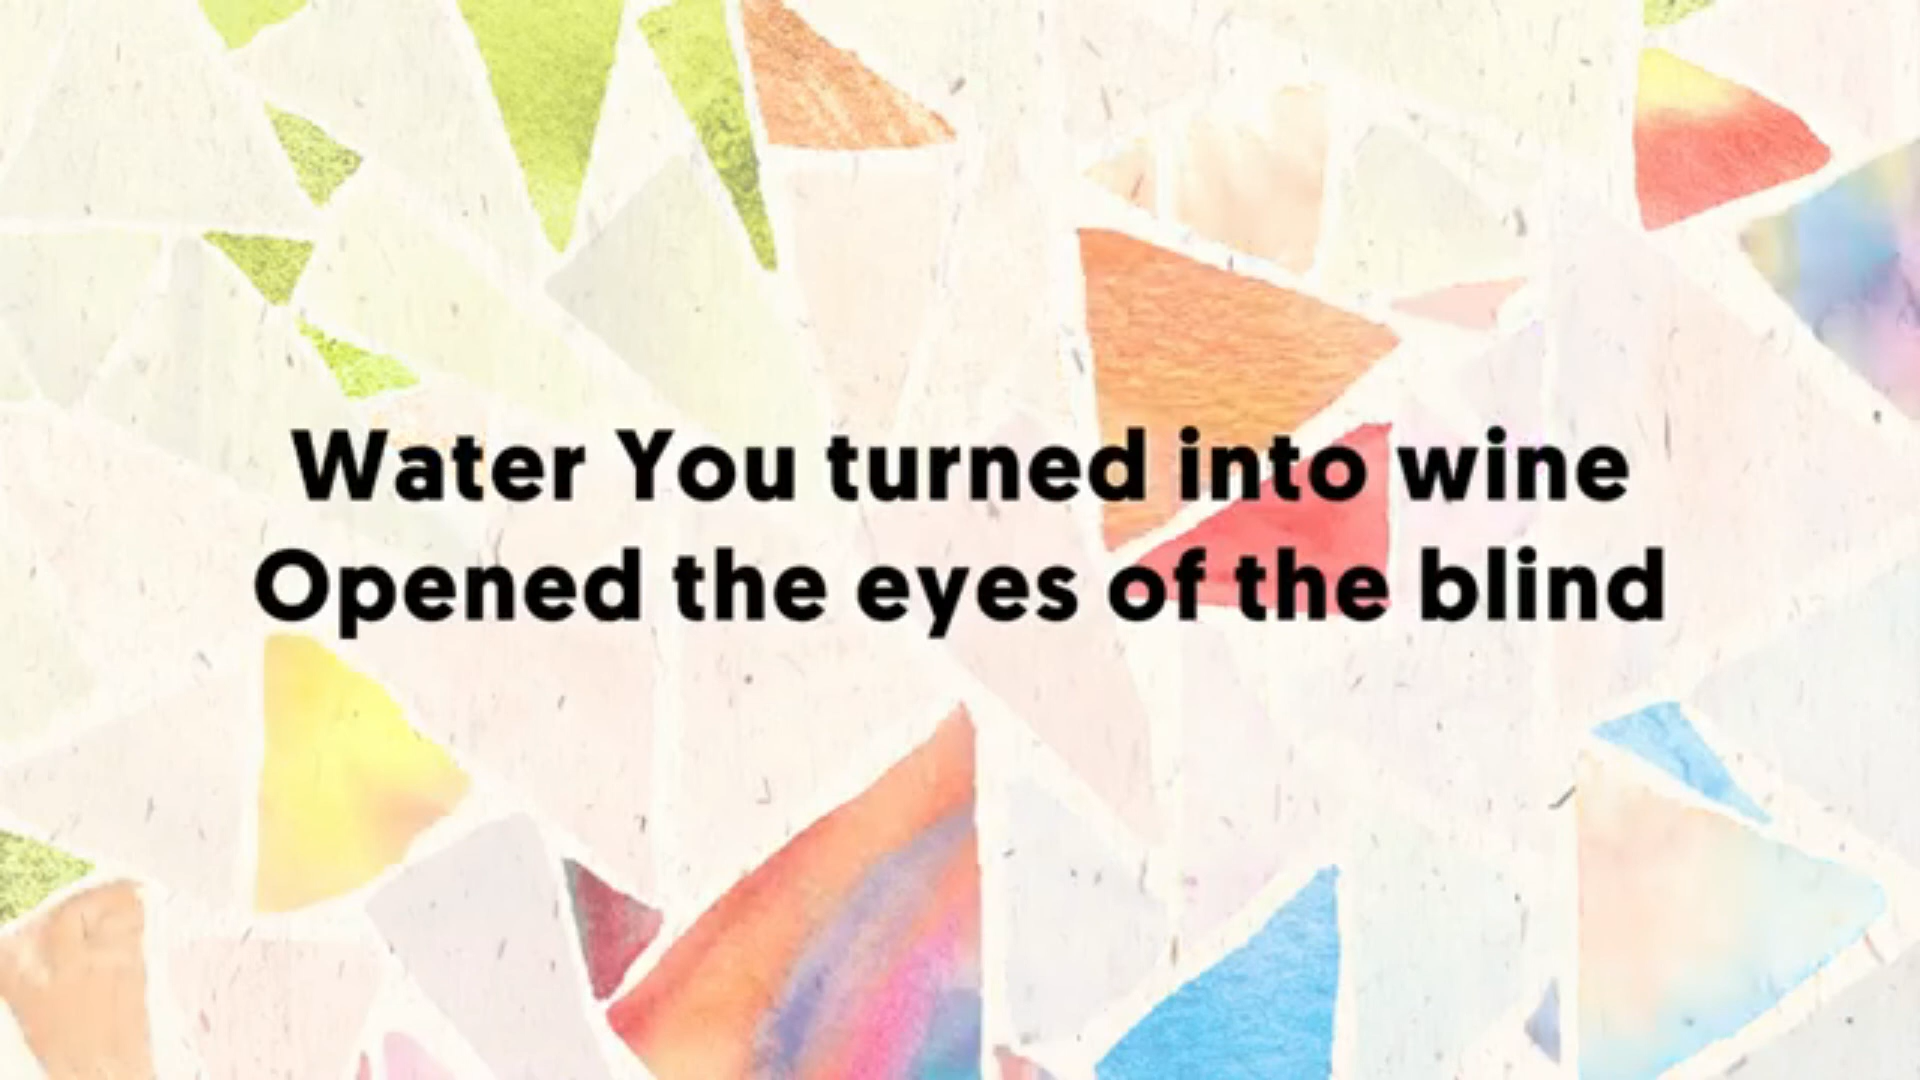 Water You turned into wine
Opened the eyes of the blind